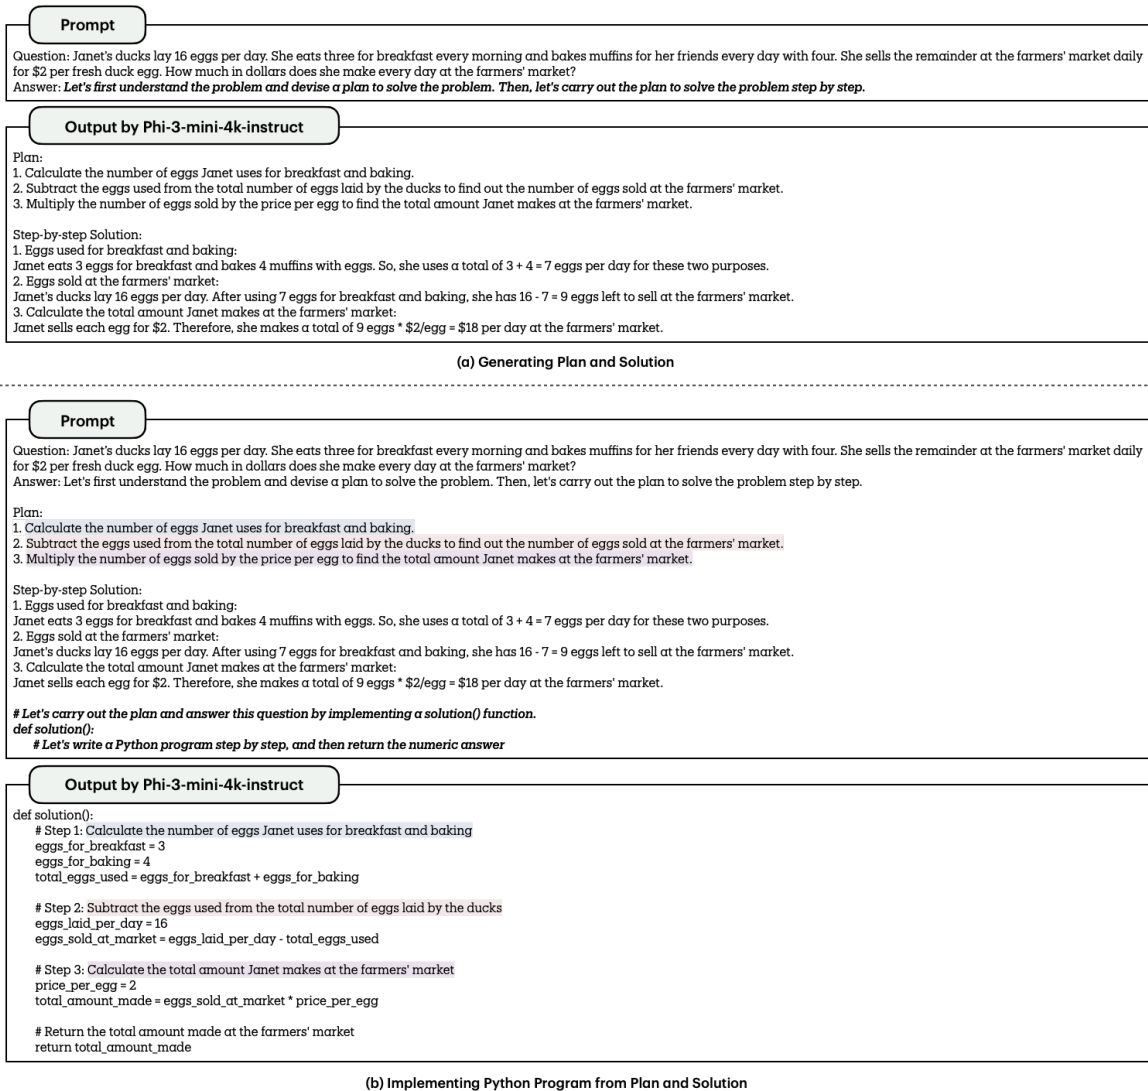 Prompt
Question: Janet's ducks lay 16 eggs per day. She eats three for breakfast every morning and bakes muffins for her friends every day with four. She sells the remainder at the farmers' market daily
for $2 per fresh duck egg. How much in dollars does she make every day at the farmers' market?
Answer: Let's first understand the problem and devise a plan to solve the problem. Then, let's carry out the plan to solve the problem step by step.
Output by Phi-3-mini-4k-instruct
Plan:
1. Calculate the number of eggs Janet uses for breakfast and baking.
2. Subtract the eggs used from the total number of eggs laid by the ducks to find out the number of eggs sold at the farmers' market.
3. Multiply the number of eggs sold by the price per egg to find the total amount Janet makes at the farmers' market.
Step-by-step Solution:
1. Eggs used for breakfast and baking:
Janet eats 3 eggs for breakfast and bakes 4 muffins with eggs. So, she uses a total of 3 + 4 = 7 eggs per day for these two purposes.
2. Eggs sold at the farmers' market:
Janet's ducks lay 16 eggs per day. After using 7 eggs for breakfast and baking, she has 16 - 7 = 9 eggs left to sell at the farmers' market.
3. Calculate the total amount Janet makes at the farmers' market:
Janet sells each egg for $2. Therefore, she makes a total of 9 eggs * $2/egg = $18 per day at the farmers' market.
(a) Generating Plan and Solution
Prompt
Question: Janet's ducks lay 16 eggs per day. She eats three for breakfast every morning and bakes muffins for her friends every day with four. She sells the remainder at the farmers' market daily
for $2 per fresh duck egg. How much in dollars does she make every day at the farmers' market?
Answer: Let's first understand the problem and devise a plan to solve the problem. Then, let's carry out the plan to solve the problem step by step.
Plan:
1. Calculate the number of eggs Janet uses for breakfast and baking.
2. Subtract the eggs used from the total number of eggs laid by the ducks to find out the number of eggs sold at the farmers' market.
3. Multiply the number of eggs sold by the price per egg to find the total amount Janet makes at the farmers' market.
Step-by-step Solution:
1. Eggs used for breakfast and baking:
Janet eats 3 eggs for breakfast and bakes 4 muffins with eggs. So, she uses a total of 3 + 4 = 7 eggs per day for these two purposes.
2. Eggs sold at the farmers' market:
Janet's ducks lay 16 eggs per day. After using 7 eggs for breakfast and baking, she has 16 - 7 = 9 eggs left to sell at the farmers' market.
3. Calculate the total amount Janet makes at the farmers' market:
Janet sells each egg for $2. Therefore, she makes a total of 9 eggs * $2/egg = $18 per day at the farmers' market.
# Let's carry out the plan and answer this question by implementing a solution() function.
def solution():
# Let's write a Python program step by step, and then return the numeric answer
Output by Phi-3-mini-4k-instruct
def solution():
# Step 1: Calculate the number of eggs Janet uses for breakfast and baking
eggs_for_breakfast = 3
eggs_for_baking = 4
total_eggs_used = eggs_for_breakfast + eggs_for_baking
# Step 2: Subtract the eggs used from the total number of eggs laid by the ducks
eggs_laid_per_day = 16
eggs_sold_at_market = eggs_laid_per_day - total_eggs_used
# Step 3: Calculate the total amount Janet makes at the farmers' market
price_per_egg = 2
total_amount_made = eggs_sold_at_market * price_per_egg
# Return the total amount made at the farmers' market
return total_amount_made
(b) Implementing Python Program from Plan and Solution